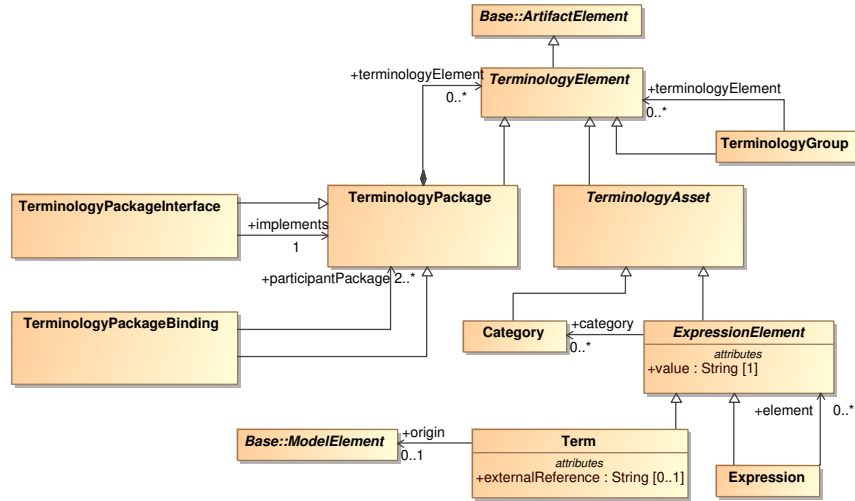 Base::ArtifactElement
+terminologyElement
TerminologyElement
0..*
+terminologyElement
0..*
TerminologyGroup
TerminologyPackageInterface
+implements
1
TerminologyPackage
TerminologyAsset
+participantPackage 2..*
TerminologyPackageBinding
Category
+category
0..*
ExpressionElement
attributes
+value : String [1]
+element
0..*
Base::ModelElement
+origin
0..1
Term
attributes
+externalReference : String [0..1]
Expression